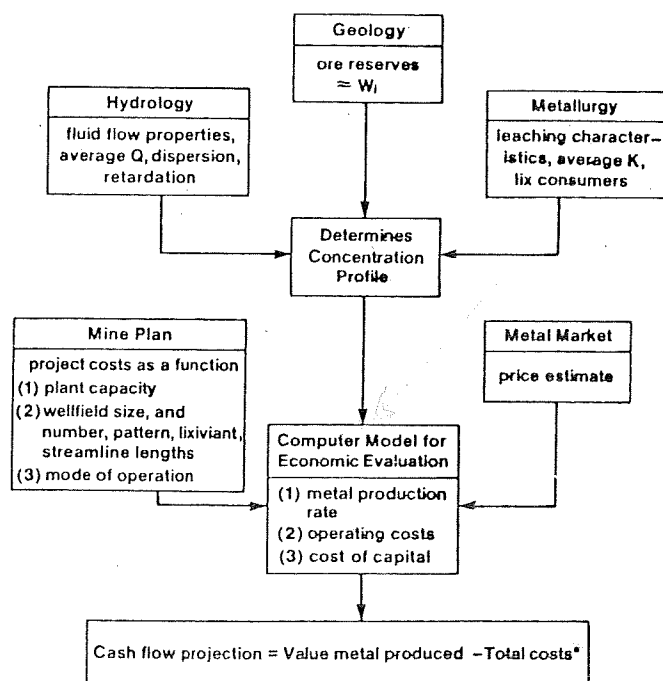 Geology
ore reserves
= Wi
Hydrology
fluid flow properties,
average Q, dispersion,
retardation
Metallurgy
leaching character-
istics, average K,
lix consumers
Determines
Concentration
Profile
Mine Plan
project costs as a function
(1) plant capacity
(2) wellfield size, and
number, pattern, lixiviant,
streamline lengths
(3) mode of operation
Metal Market
price estimate
Computer Model for
Economic Evaluation
(1) metal production
rate
(2) operating costs
(3) cost of capital
Cash flow projection = Value metal produced -Total costs*